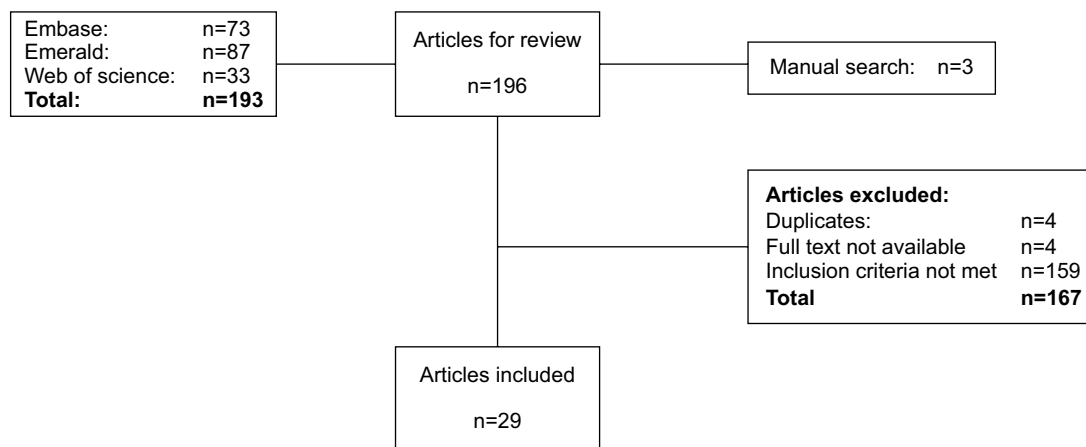 Embase: n=73
Emerald: n=87
Web of science: n=33
Total: n=193
Articles for review
n=196
Manual search: n=3
Articles excluded:
Duplicates: n=4
Full text not available n=4
Inclusion criteria not met n=159
Total n=167
Articles included
n=29